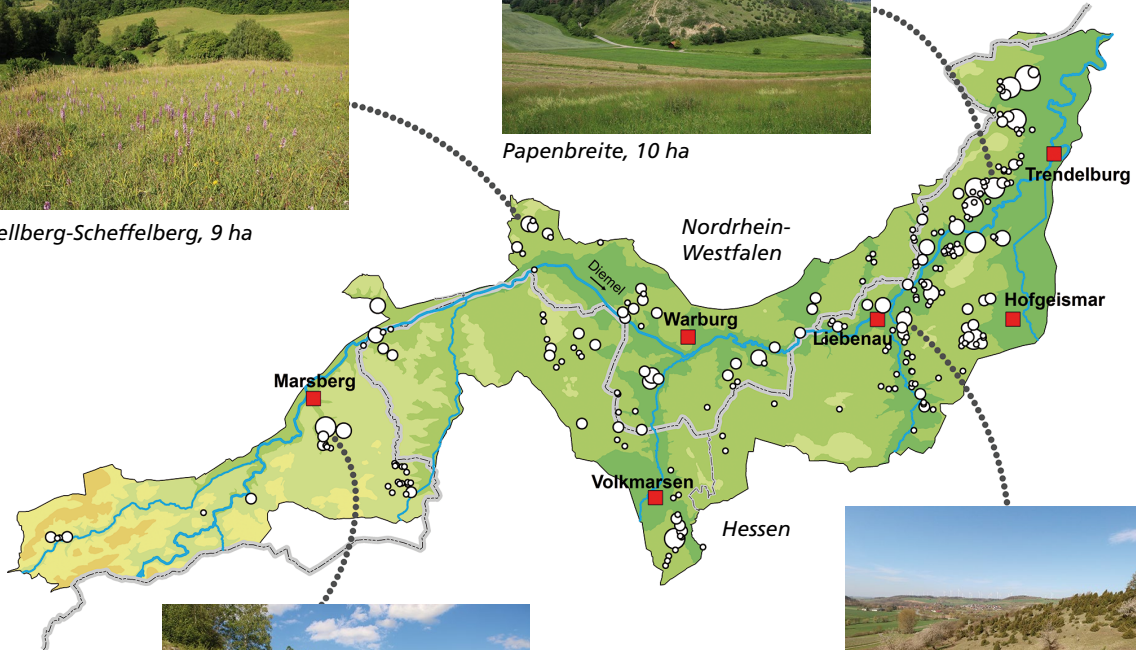 Papenbreite, 10 ha
Trendelburg
ellberg-Scheffelberg, 9 ha
Nordrhein-
Westfalen
Diemel
Hofgeismar
Warburg
Liebenau
Marsberg
Volkmarsen
Hessen